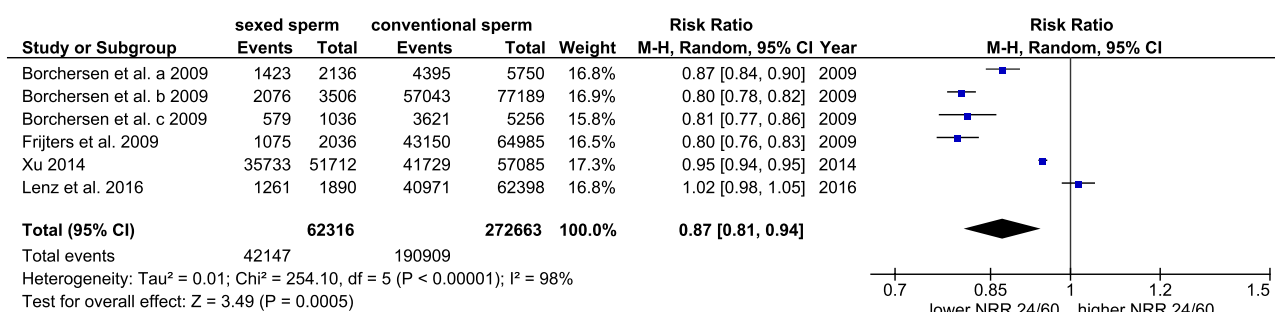 sexed sperm conventional sperm Risk Ratio Risk Ratio
Study or Subgroup Events Total Events Total Weight M-H, Random, 95% CI Year M-H, Random, 95% CI
Borchersen et al. a 2009 1423 2136 4395 5750 16.8% 0.87 [0.84, 0.90] 2009
Borchersen et al. b 2009 2076 3506 57043 77189 16.9% 0.80 [0.78, 0.82] 2009
Borchersen et al. c 2009 579 1036 3621 5256 15.8% 0.81 [0.77, 0.86] 2009
Frijters et al. 2009 1075 2036 43150 64985 16.5% 0.80 [0.76, 0.83] 2009
Xu 2014 35733 51712 41729 57085 17.3% 0.95 [0.94, 0.95] 2014
Lenz et al. 2016 1261 1890 40971 62398 16.8% 1.02 [0.98, 1.05] 2016
Total (95% CI) 62316 272663 100.0% 0.87 [0.81, 0.94]
Total events 42147 190909
Heterogeneity: Tau² = 0.01; Chi² = 254.10, df = 5 (P < 0.00001); I² = 98%
Test for overall effect: Z = 3.49 (P = 0.0005)
0.7 0.85 1 1.2 1.5
lower NRR 24/60 higher NRR 24/60